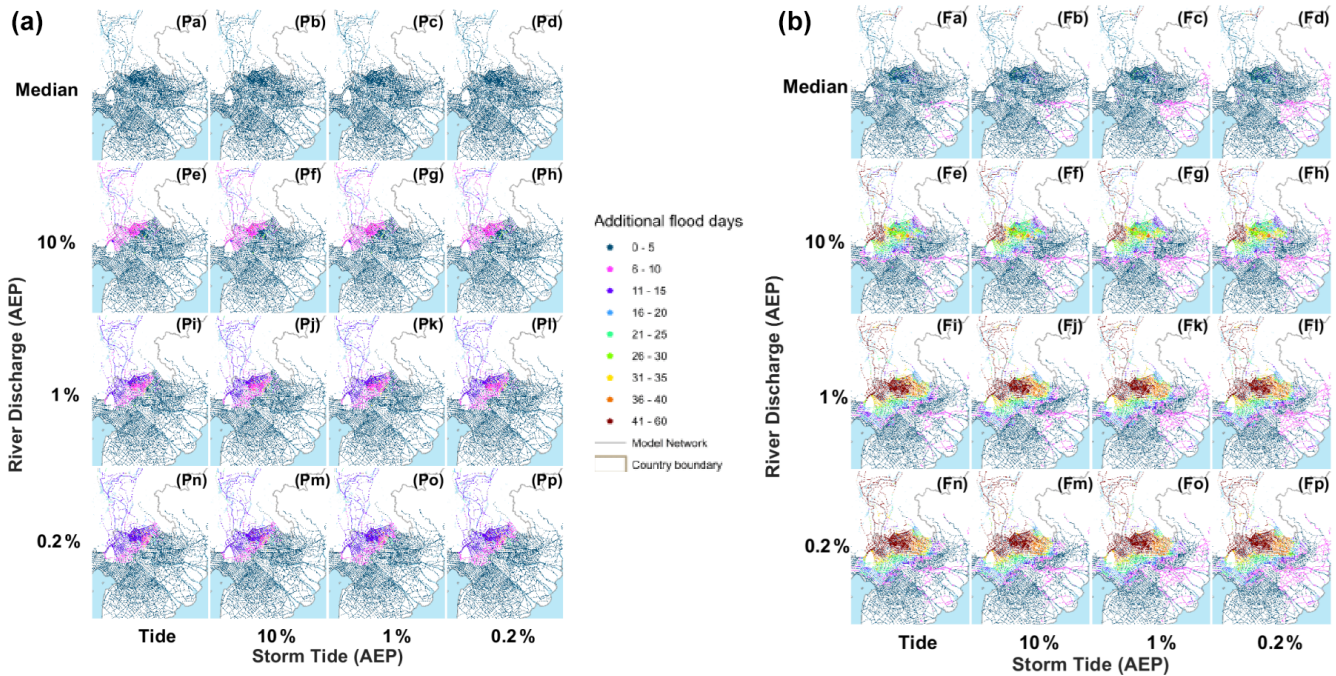 (a)
(Pa) (Pb) (Pc) (Pd)
Median
(Pe) (Pf) (Pg) (Ph)
10 %
(Pi) (Pj) (Pk) (Pl)
1 %
(Pn) (Pm) (Po) (Pp)
0.2 %
River Discharge (AEP)
Tide 10 % 1 % 0.2 %
Storm Tide (AEP)
Additional flood days
0 - 5
6 - 10
11 - 15
16 - 20
21 - 25
26 - 30
31 - 35
36 - 40
41 - 60
Model Network
Country boundary
(b)
(Fa) (Fb) (Fc) (Fd)
Median
(Fe) (Ff) (Fg) (Fh)
10 %
(Fi) (Fj) (Fk) (Fl)
1 %
(Fn) (Fm) (Fo) (Fp)
0.2 %
River Discharge (AEP)
Tide 10 % 1 % 0.2 %
Storm Tide (AEP)